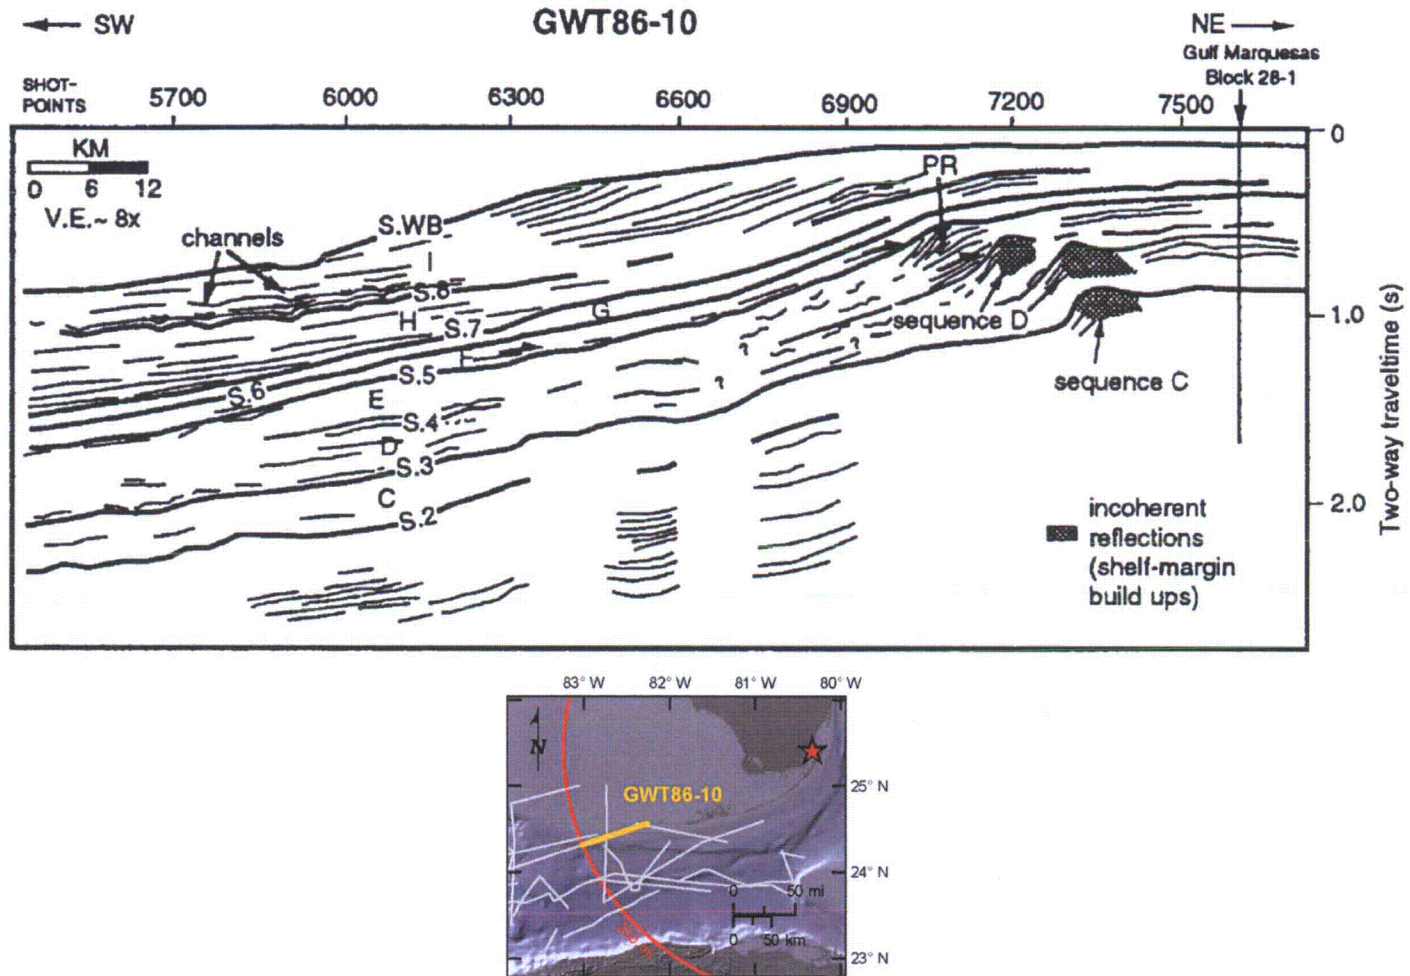 SW
GWT86-10
NE
Gulf Marquesas
Block 28-1
SHOT-
POINTS
5700 6000 6300 6600 6900 7200 7500
0
KM
0 6 12
V.E.~ 8x
PR
S.WB
channels
I
S.8
H
G
S.7
1.0
sequence D
F
?
?
S.5
S.6
?
sequence C
E
S.4
D
S.3
C
S.2
2.0
Two-way traveltime (s)
incoherent
reflections
(shelf-margin
build ups)
83° W 82° W 81° W 80° W
N
25° N
GWT86-10
24° N
0 50 mi
0 50 km
23° N